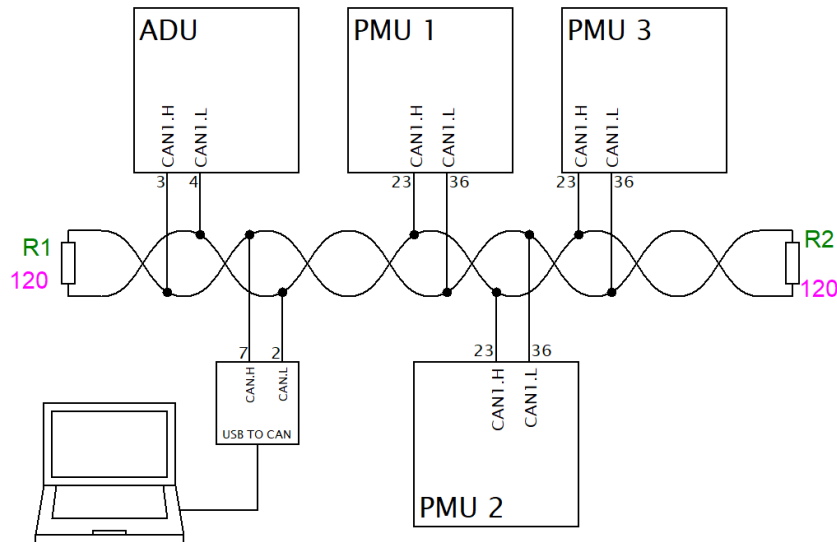 ADU
PMU 1
PMU 3
CAN1.H
CAN1.L
CAN1.H
CAN1.L
CAN1.H
CAN1.L
3
4
23
36
23
36
R1
120
R2
120
7
2
23
36
CAN.H
CAN.L
CAN1.H
CAN1.L
USB TO CAN
PMU 2